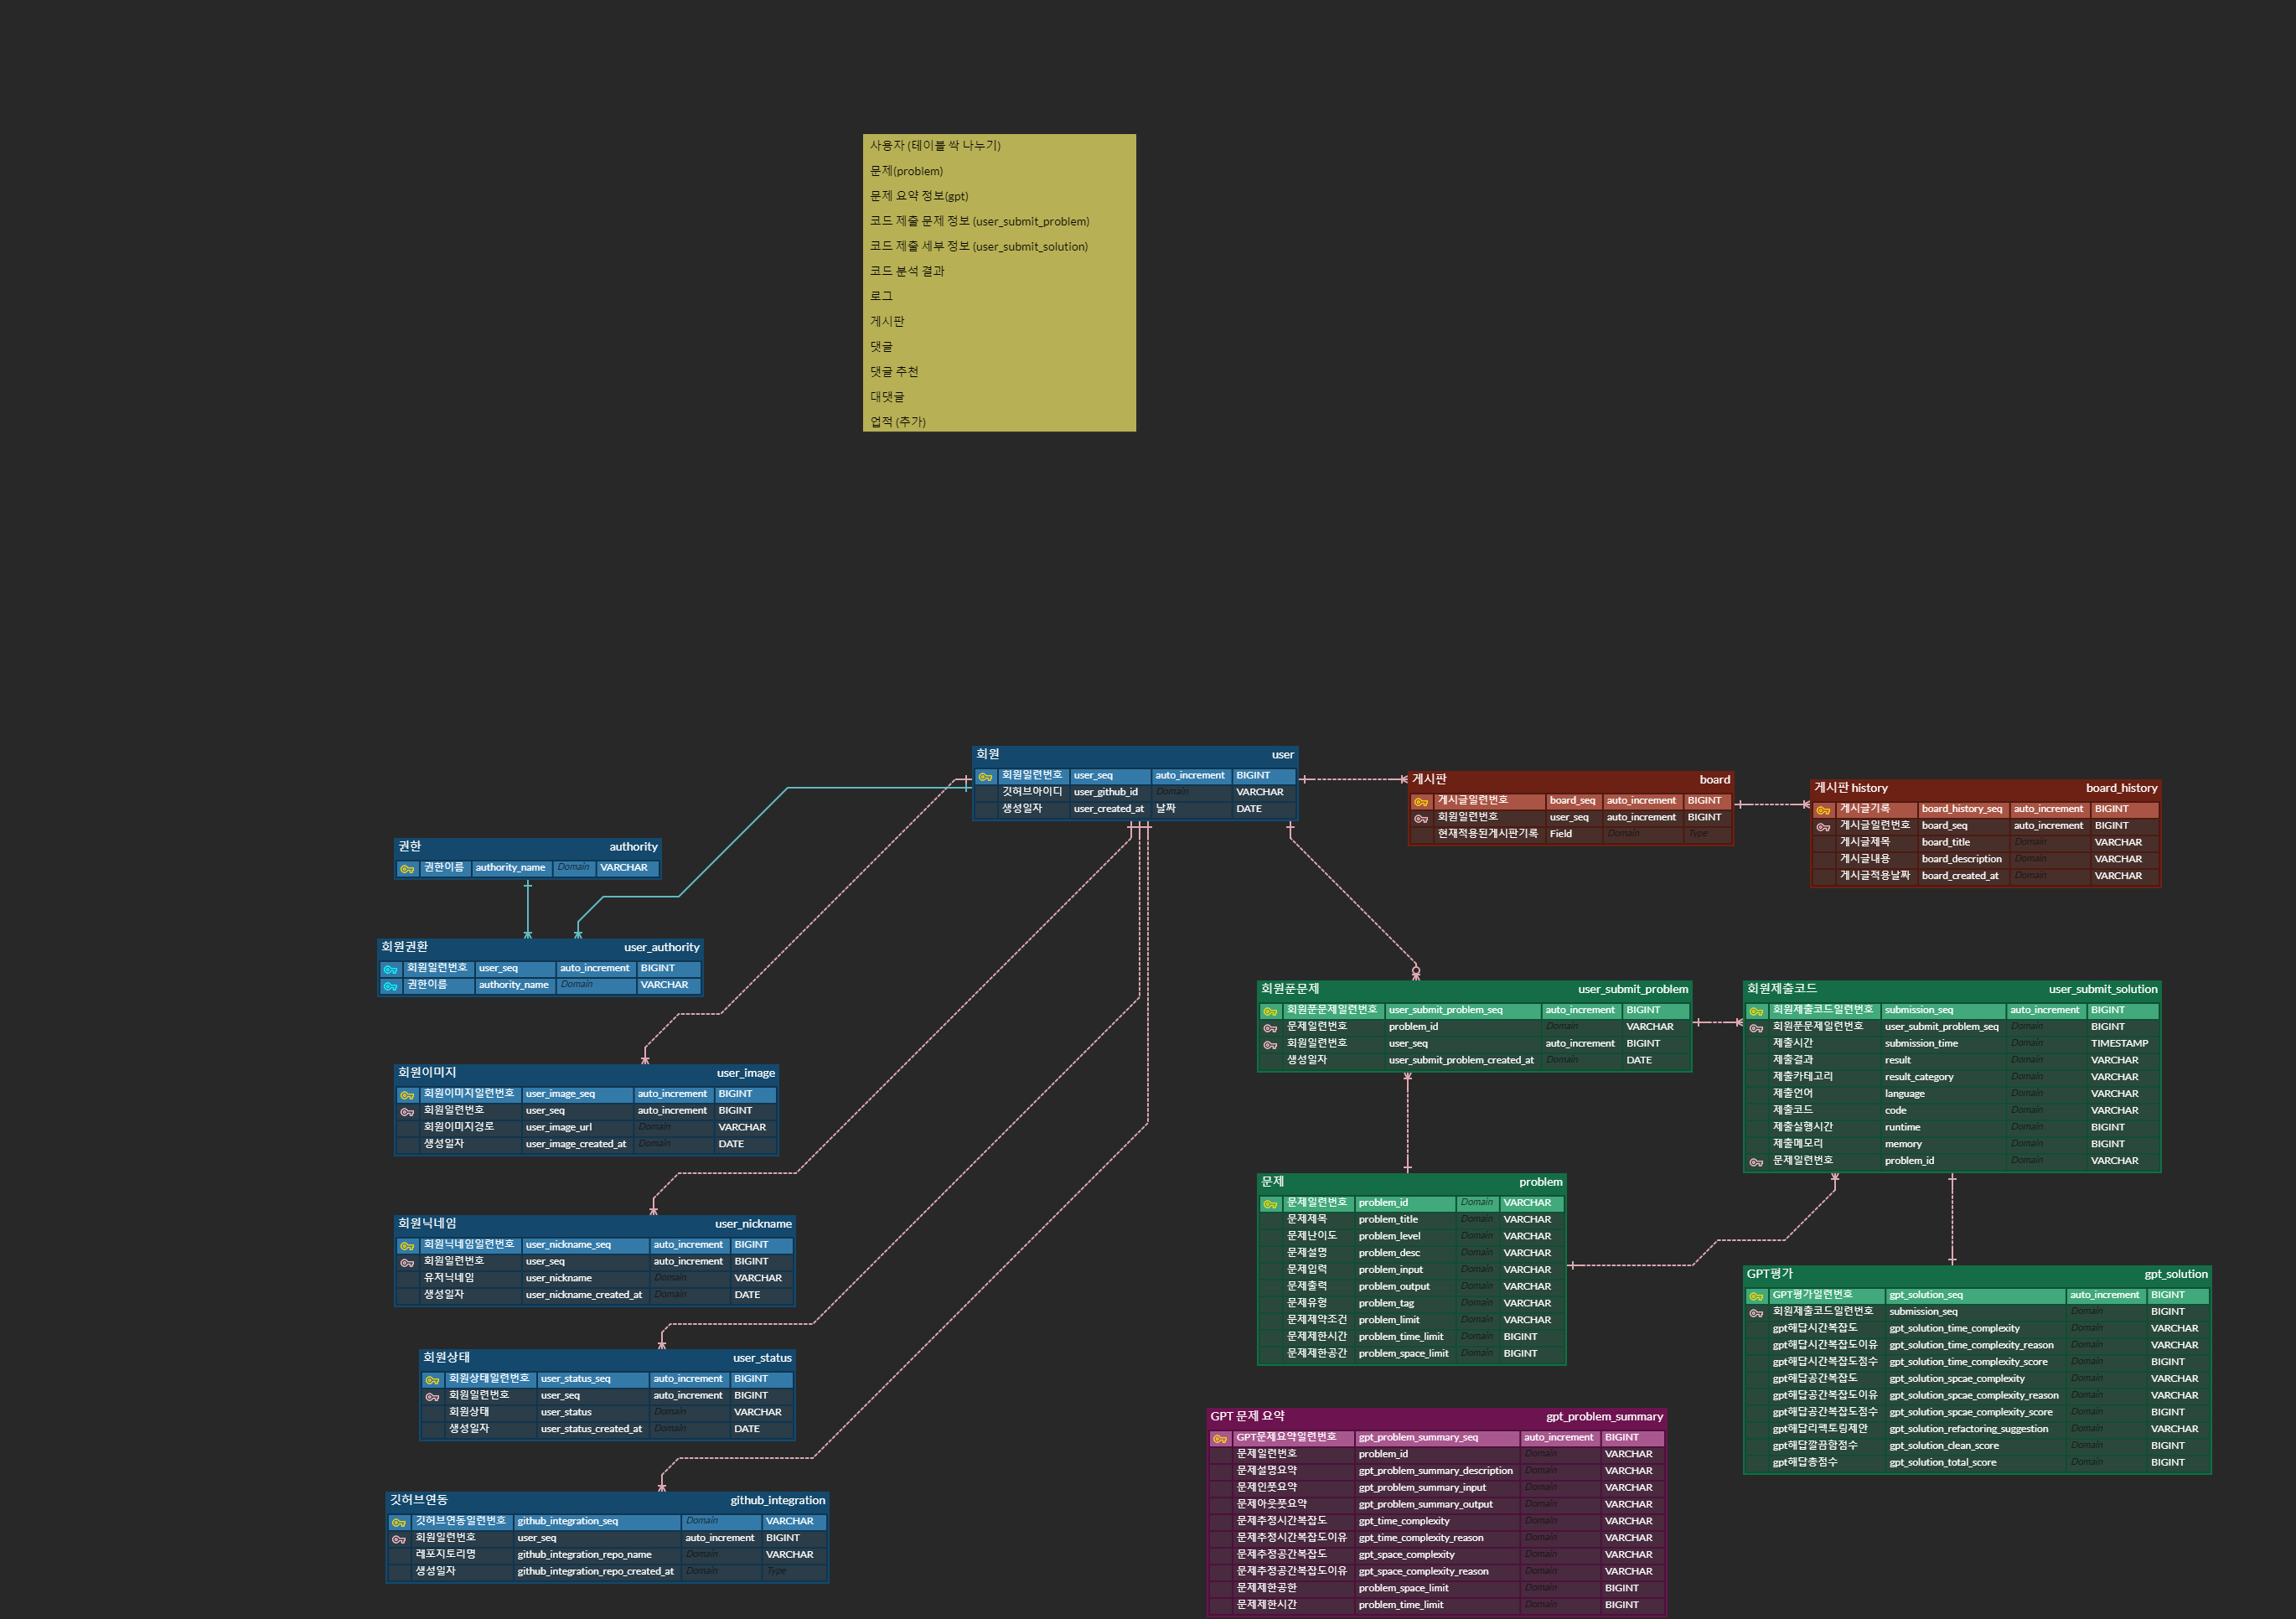 사용자 (테이블 싹 나누기)
문제(problem)
문제 요약 정보(gpt)
코드 제출 문제 정보 (user_submit_problem)
코드 제출 세부 정보 (user_submit_solution)
코드 분석 결과
로그
게시판
댓글
댓글 추천
대댓글
업적 (추가)
회원 user
회원일련번호 user_seq auto_increment BIGINT
깃허브아이디 user_github_id Domain VARCHAR
생성일자 user_created_at 날짜 DATE
게시판 board
게시글일련번호 board_seq auto_increment BIGINT
회원일련번호 user_seq auto_increment BIGINT
현재적용된게시판기록 Field Domain Type
게시판 history board_history
게시글기록 board_history_seq auto_increment BIGINT
게시글일련번호 board_seq auto_increment BIGINT
게시글제목 board_title Domain VARCHAR
게시글내용 board_description Domain VARCHAR
게시글적용날짜 board_created_at Domain VARCHAR
권한 authority
권한이름 authority_name Domain VARCHAR
회원권환 user_authority
회원일련번호 user_seq auto_increment BIGINT
권한이름 authority_name Domain VARCHAR
회원이미지 user_image
회원이미지일련번호 user_image_seq auto_increment BIGINT
회원일련번호 user_seq auto_increment BIGINT
회원이미지경로 user_image_url Domain VARCHAR
생성일자 user_image_created_at Domain DATE
회원닉네임 user_nickname
회원닉네임일련번호 user_nickname_seq auto_increment BIGINT
회원일련번호 user_seq auto_increment BIGINT
유저닉네임 user_nickname Domain VARCHAR
생성일자 user_nickname_created_at Domain DATE
회원상태 user_status
회원상태일련번호 user_status_seq auto_increment BIGINT
회원일련번호 user_seq auto_increment BIGINT
회원상태 user_status Domain VARCHAR
생성일자 user_status_created_at Domain DATE
깃허브연동 github_integration
깃허브연동일련번호 github_integration_seq Domain VARCHAR
회원일련번호 user_seq auto_increment BIGINT
레포지토리명 github_integration_repo_name Domain VARCHAR
생성일자 github_integration_repo_created_at Domain Type
회원푼문제 user_submit_problem
회원푼문제일련번호 user_submit_problem_seq auto_increment BIGINT
문제일련번호 problem_id Domain VARCHAR
회원일련번호 user_seq auto_increment BIGINT
생성일자 user_submit_problem_created_at Domain DATE
회원제출코드 user_submit_solution
회원제출코드일련번호 submission_seq auto_increment BIGINT
회원푼문제일련번호 user_submit_problem_seq Domain BIGINT
제출시간 submission_time Domain TIMESTAMP
제출결과 result Domain VARCHAR
제출카테고리 result_category Domain VARCHAR
제출언어 language Domain VARCHAR
제출코드 code Domain VARCHAR
제출실행시간 runtime Domain BIGINT
제출메모리 memory Domain BIGINT
문제일련번호 problem_id Domain VARCHAR
문제 problem
문제일련번호 problem_id Domain VARCHAR
문제제목 problem_title Domain VARCHAR
문제난이도 problem_level Domain VARCHAR
문제설명 problem_desc Domain VARCHAR
문제입력 problem_input Domain VARCHAR
문제출력 problem_output Domain VARCHAR
문제유형 problem_tag Domain VARCHAR
문제제약조건 problem_limit Domain VARCHAR
문제제한시간 problem_time_limit Domain BIGINT
문제제한공간 problem_space_limit Domain BIGINT
GPT평가 gpt_solution
GPT평가일련번호 gpt_solution_seq auto_increment BIGINT
회원제출코드일련번호 submission_seq Domain BIGINT
gpt해답시간복잡도 gpt_solution_time_complexity Domain VARCHAR
gpt해답시간복잡도이유 gpt_solution_time_complexity_reason Domain VARCHAR
gpt해답시간복잡도점수 gpt_solution_time_complexity_score Domain BIGINT
gpt해답공간복잡도 gpt_solution_spcae_complexity Domain VARCHAR
gpt해답공간복잡도이유 gpt_solution_spcae_complexity_reason Domain VARCHAR
gpt해답공간복잡도점수 gpt_solution_spcae_complexity_score Domain BIGINT
gpt해답리펙토링제안 gpt_solution_refactoring_suggestion Domain VARCHAR
gpt해답깔끔함점수 gpt_solution_clean_score Domain BIGINT
gpt해답총점수 gpt_solution_total_score Domain BIGINT
GPT 문제 요약 gpt_problem_summary
GPT문제요약일련번호 gpt_problem_summary_seq auto_increment BIGINT
문제일련번호 problem_id Domain VARCHAR
문제설명요약 gpt_problem_summary_description Domain VARCHAR
문제인풋요약 gpt_problem_summary_input Domain VARCHAR
문제아웃풋요약 gpt_problem_summary_output Domain VARCHAR
문제추정시간복잡도 gpt_time_complexity Domain VARCHAR
문제추정시간복잡도이유 gpt_time_complexity_reason Domain VARCHAR
문제추정공간복잡도 gpt_space_complexity Domain VARCHAR
문제추정공간복잡도이유 gpt_space_complexity_reason Domain VARCHAR
문제제한공한 problem_space_limit Domain BIGINT
문제제한시간 problem_time_limit Domain BIGINT